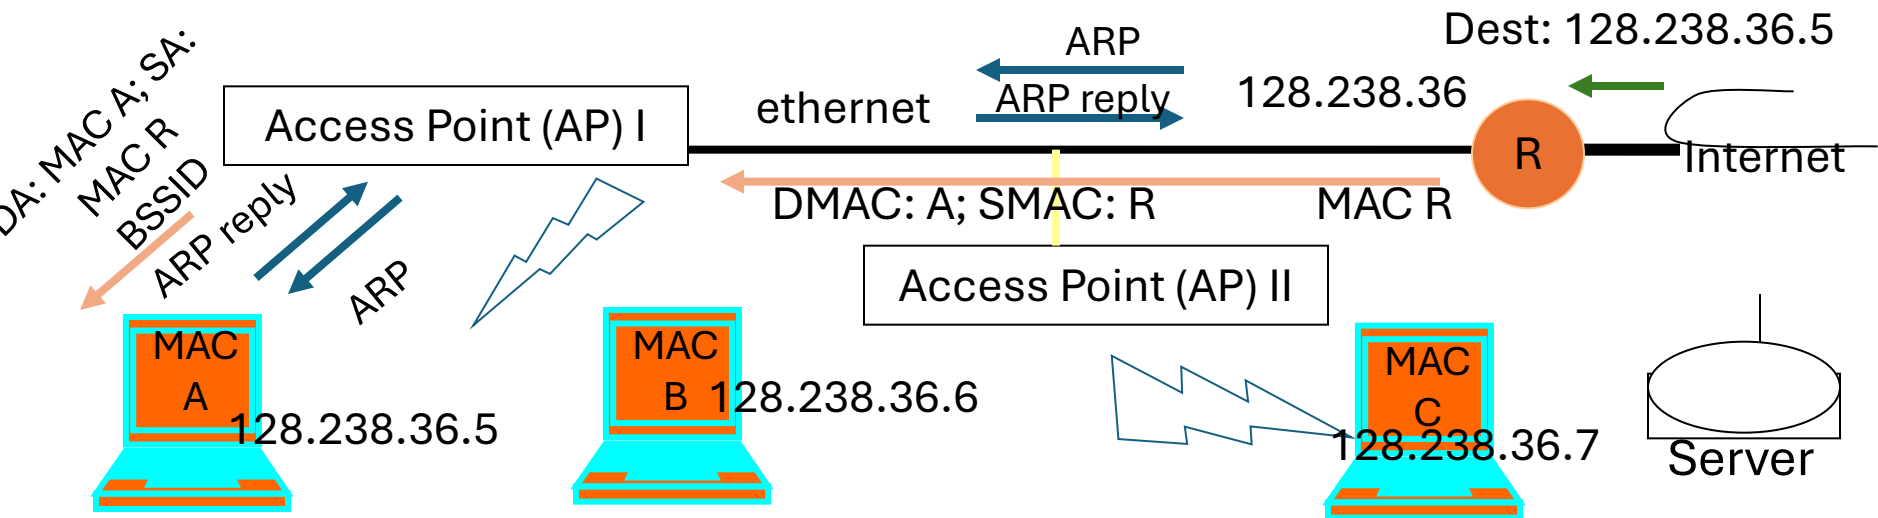 DA: MAC A; SA:
MAC R
BSSID
ARP reply
ARP
Access Point (AP) I
ethernet
ARP
ARP reply
128.238.36
Dest: 128.238.36.5
R
Internet
DMAC: A; SMAC: R
MAC R
Access Point (AP) II
MAC
A
128.238.36.5
MAC
B
128.238.36.6
MAC
C
128.238.36.7
Server